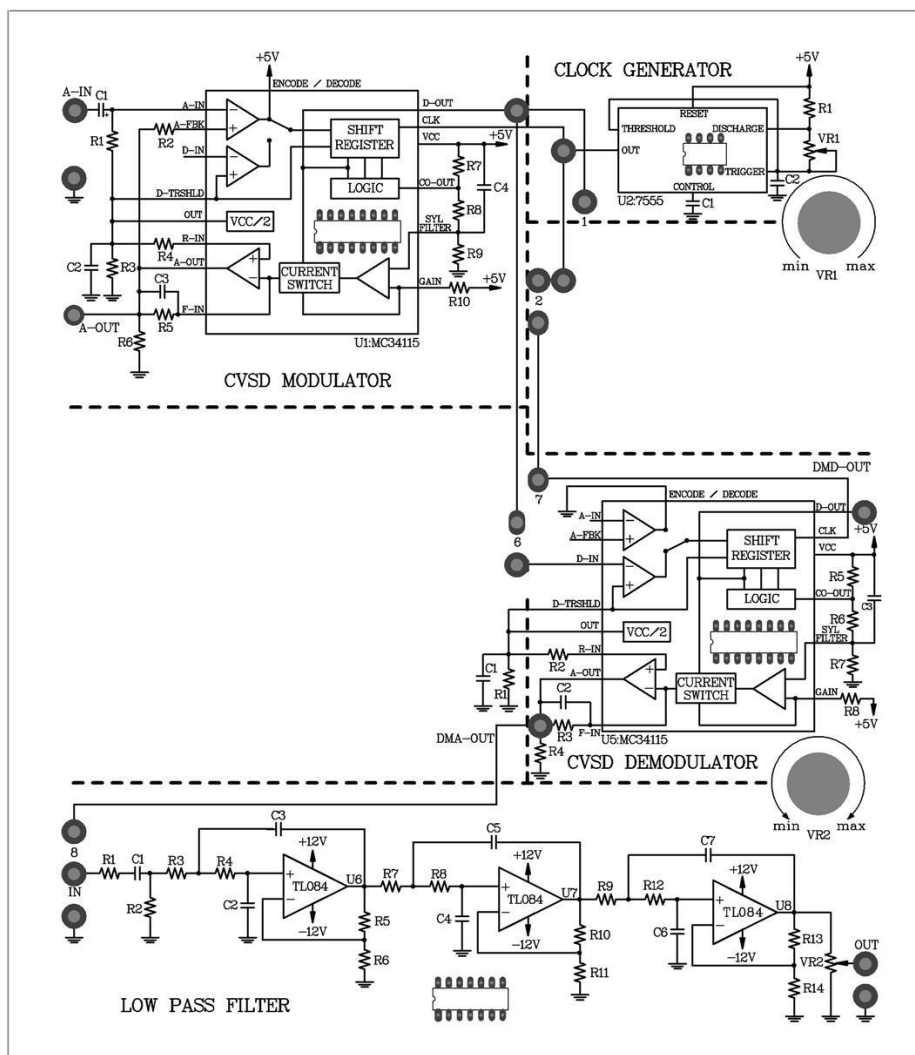 +5V
A-IN
C1
ENCODE / DECODE
A-IN
D-OUT
R1
R2
A-FBK
SHIFT REGISTER
CLK
VCC
+5V
D-IN
R7
D-TRSHLD
LOGIC
CO-OUT
C4
R8
OUT
VCC/2
SYL FILTER
R-IN
R4
C2
R3
A-OUT
R9
C3
CURRENT SWITCH
GAIN
+5V
R10
A-OUT
R5
F-IN
R6
U1:MC34115
CVSD MODULATOR
CLOCK GENERATOR
+5V
RESET
R1
THRESHOLD
DISCHARGE
VR1
OUT
TRIGGER
C2
CONTROL
U2:7555
C1
1
min
max
VR1
2
DMD-OUT
7
ENCODE / DECODE
D-OUT
+5V
A-IN
CLK
6
A-FBK
SHIFT REGISTER
VCC
D-IN
R5
D-TRSHLD
LOGIC
CO-OUT
C3
R6
OUT
VCC/2
SYL FILTER
R-IN
R2
C1
R1
A-OUT
R7
C2
CURRENT SWITCH
GAIN
R8
+5V
DMA-OUT
R3
F-IN
R4
U5:MC34115
CVSD DEMODULATOR
min
max
VR2
8
C3
C5
C7
+12V
+12V
+12V
IN
R1
C1
R3
R4
U6
R7
R8
U7
R9
R12
U8
TL084
TL084
TL084
R2
C2
-12V
R5
C4
-12V
R10
C6
-12V
R13
VR2
OUT
R6
R11
R14
LOW PASS FILTER